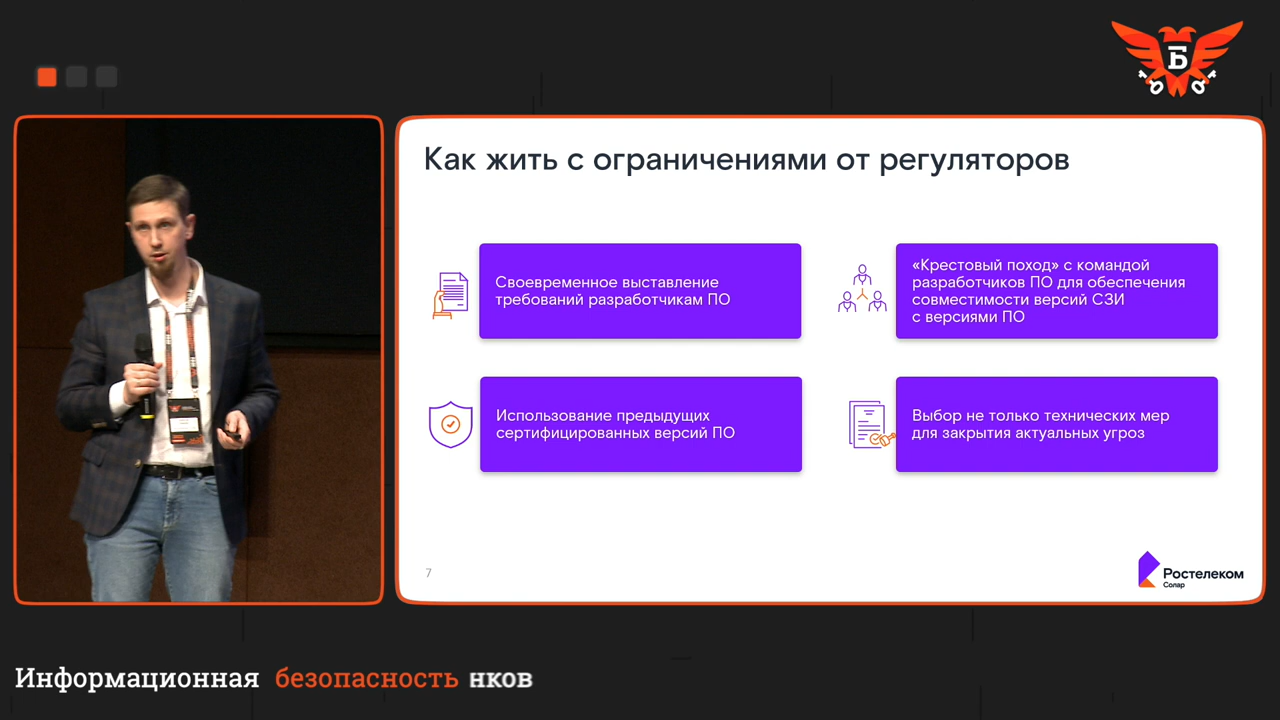 Б
Как жить с ограничениями от регуляторов
Своевременное выставление
требований разработчикам ПО
«Крестовый поход» с командой
разработчиков ПО для обеспечения
совместимости версий СЗИ
с версиями ПО
Использование предыдущих
сертифицированных версий ПО
Выбор не только технических мер
для закрытия актуальных угроз
7
Ростелеком
Солар
Информационная безопасность нков